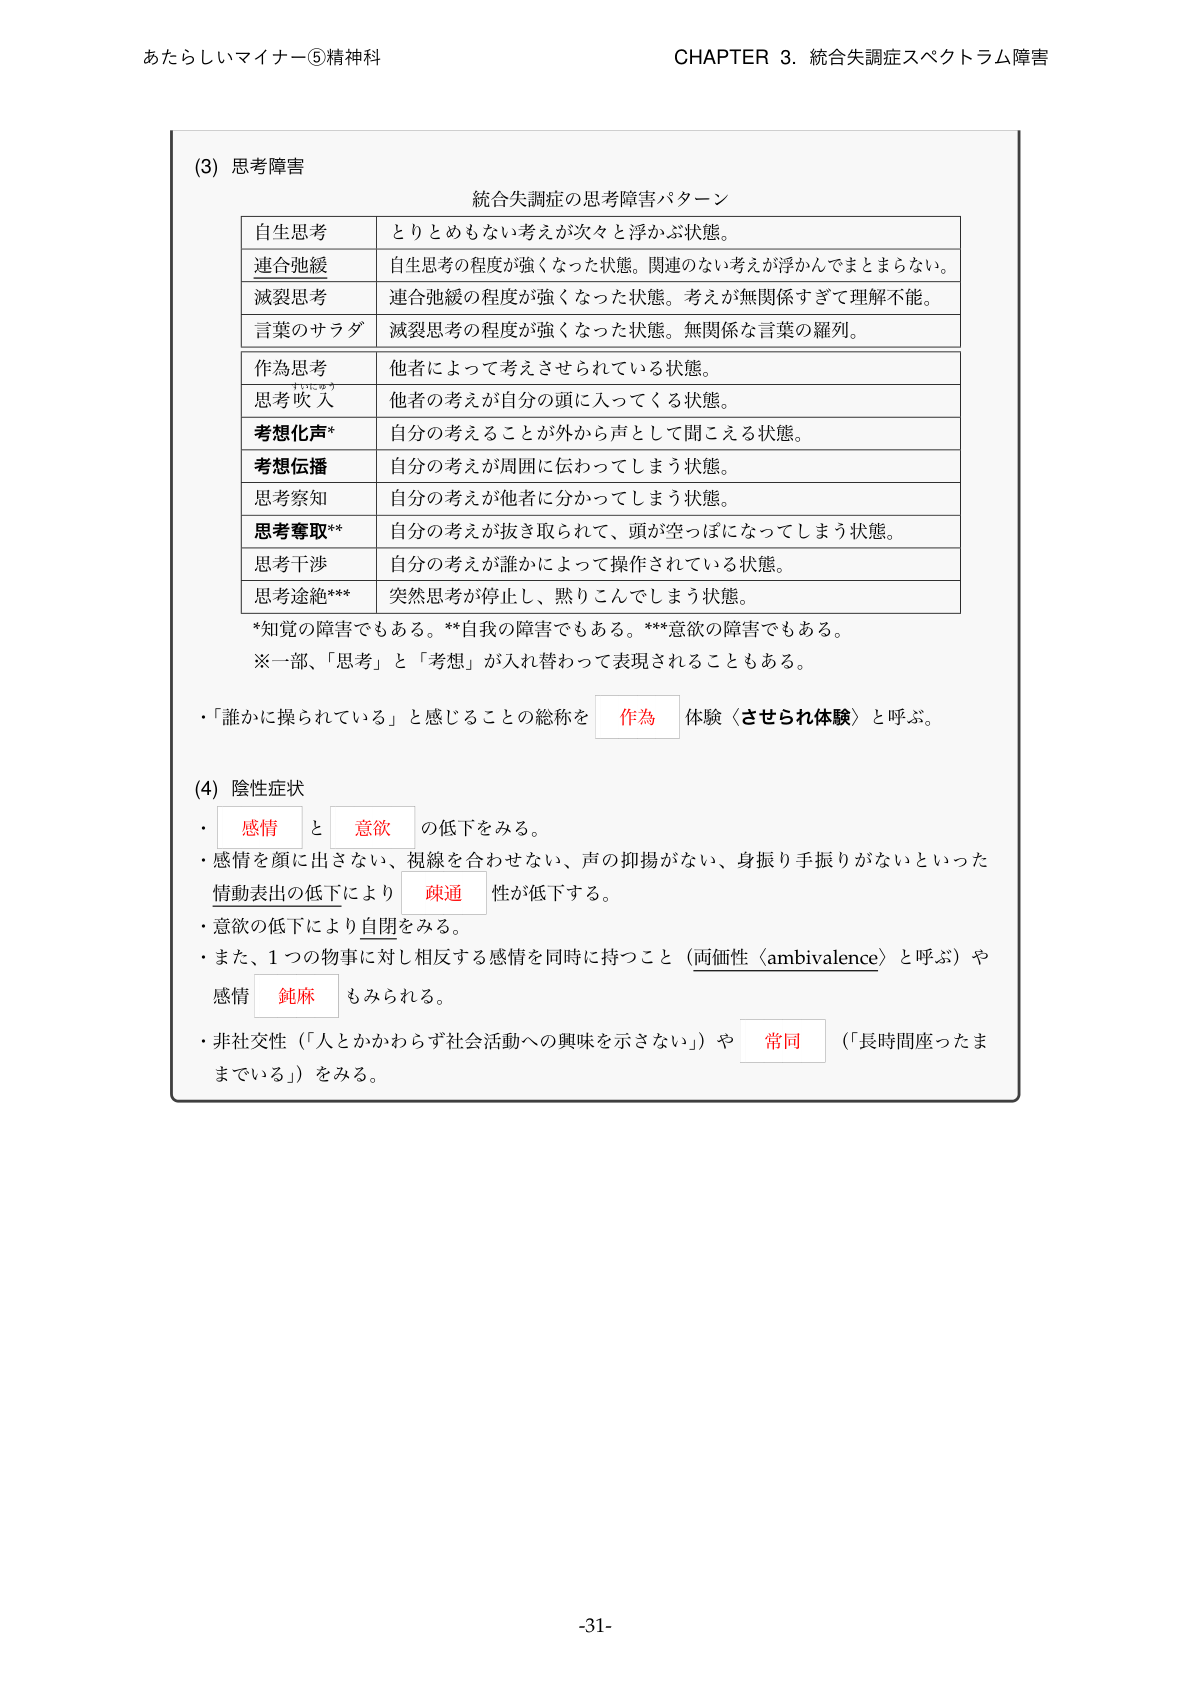 あたらしいマイナー⑤精神科
CHAPTER 3. 統合失調症スペクトラム障害
(3) 思考障害
統合失調症の思考障害パターン
自生思考 とりとめもない考えが次々と浮かぶ状態。
連合弛緩 自生思考の程度が強くなった状態。関連のない考えが浮かんでまとまらない。
滅裂思考 連合弛緩の程度が強くなった状態。考えが無関係すぎて理解不能。
言葉のサラダ 滅裂思考の程度が強くなった状態。無関係な言葉の羅列。
作為思考 他者によって考えさせられている状態。
すいにゅう
思考吹入 他者の考えが自分の頭に入ってくる状態。
考想化声* 自分の考えることが外から声として聞こえる状態。
考想伝播 自分の考えが周囲に伝わってしまう状態。
思考察知 自分の考えが他者に分かってしまう状態。
思考奪取** 自分の考えが抜き取られて、頭が空っぽになってしまう状態。
思考干渉 自分の考えが誰かによって操作されている状態。
思考途絶*** 突然思考が停止し、黙りこんでしまう状態。
*知覚の障害でもある。**自我の障害でもある。***意欲の障害でもある。
※一部、「思考」と「考想」が入れ替わって表現されることもある。
・「誰かに操られている」と感じることの総称を 作為 体験〈させられ体験〉と呼ぶ。
(4) 陰性症状
・ 感情 と 意欲 の低下をみる。
・感情を顔に出さない、視線を合わせない、声の抑揚がない、身振り手振りがないといった
情動表出の低下により 疎通 性が低下する。
・意欲の低下により自閉をみる。
・また、1つの物事に対し相反する感情を同時に持つこと（両価性〈ambivalence〉と呼ぶ）や
感情 鈍麻 もみられる。
・非社交性（「人とかかわらず社会活動への興味を示さない」）や 常同 （「長時間座ったま
までいる」）をみる。
-31-